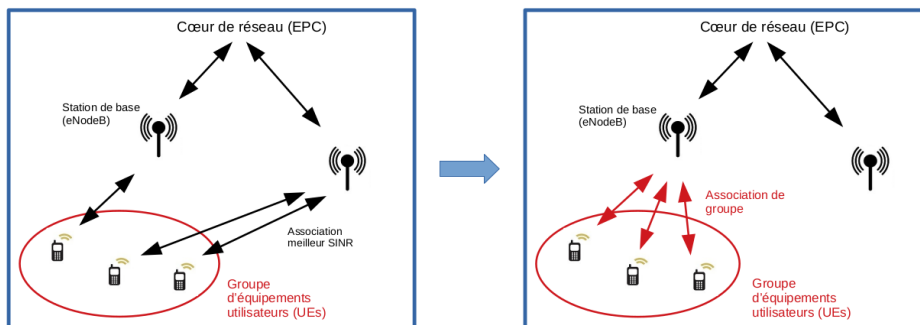 Cœur de réseau (EPC)
Station de base
(eNodeB)
Association
meilleur SINR
Groupe
d'équipements
utilisateurs (UEs)
Cœur de réseau (EPC)
Station de base
(eNodeB)
Association de
groupe
Groupe
d'équipements
utilisateurs (UEs)